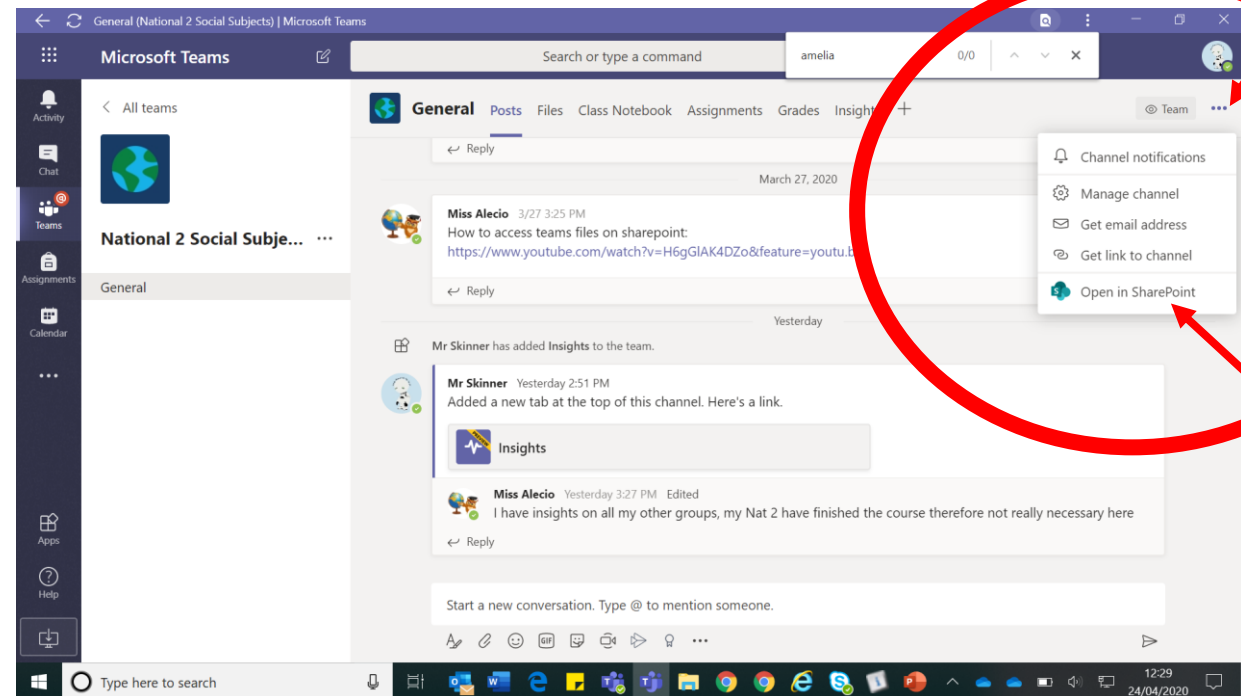 General (National 2 Social Subjects) | Microsoft Teams
Microsoft Teams
Search or type a command
amelia 0/0
Activity
Chat
Teams
Assignments
Calendar
Apps
Help
All teams
National 2 Social Subje... ...
General
General Posts Files Class Notebook Assignments Grades Insight +
Team
Reply
March 27, 2020
Miss Alecio 3/27 3:25 PM
How to access teams files on sharepoint:
https://www.youtube.com/watch?v=H6gGlAK4DZo&feature=youtu.b
Reply
Yesterday
Mr Skinner has added Insights to the team.
Mr Skinner Yesterday 2:51 PM
Added a new tab at the top of this channel. Here's a link.
Insights
Miss Alecio Yesterday 3:27 PM Edited
I have insights on all my other groups, my Nat 2 have finished the course therefore not really necessary here
Reply
Start a new conversation. Type @ to mention someone.
GIF
Channel notifications
Manage channel
Get email address
Get link to channel
Open in SharePoint
Type here to search
12:29
24/04/2020